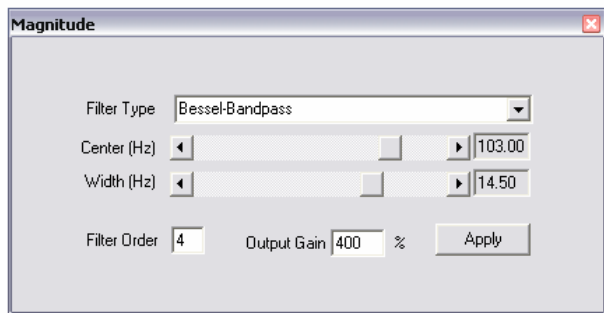 Magnitude
Filter Type Bessel-Bandpass
Center (Hz) 103.00
Width (Hz) 14.50
Filter Order 4 Output Gain 400 % Apply